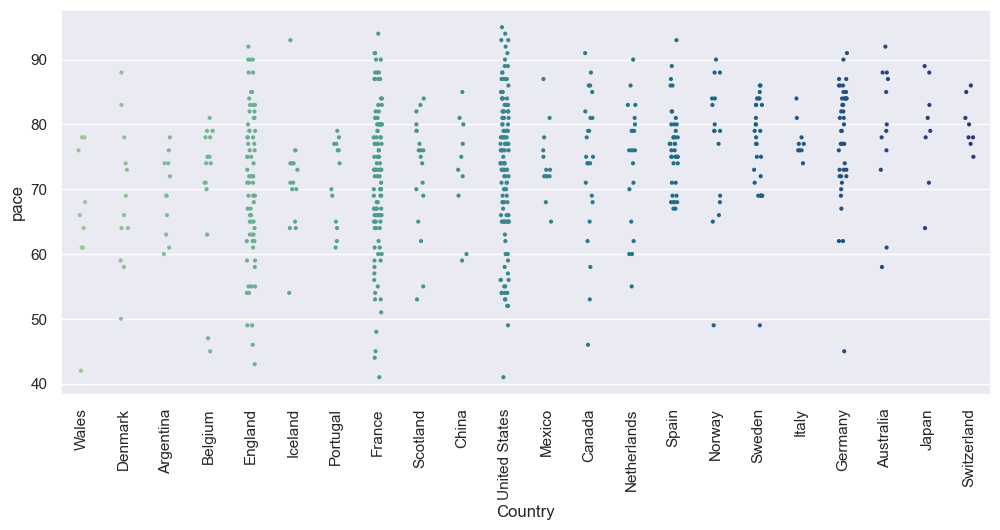 90
80
70
60
50
40
pace
Wales
Denmark
Argentina
Belgium
England
Iceland
Portugal
France
Scotland
China
United States
Mexico
Canada
Netherlands
Spain
Norway
Sweden
Italy
Germany
Australia
Japan
Switzerland
Country